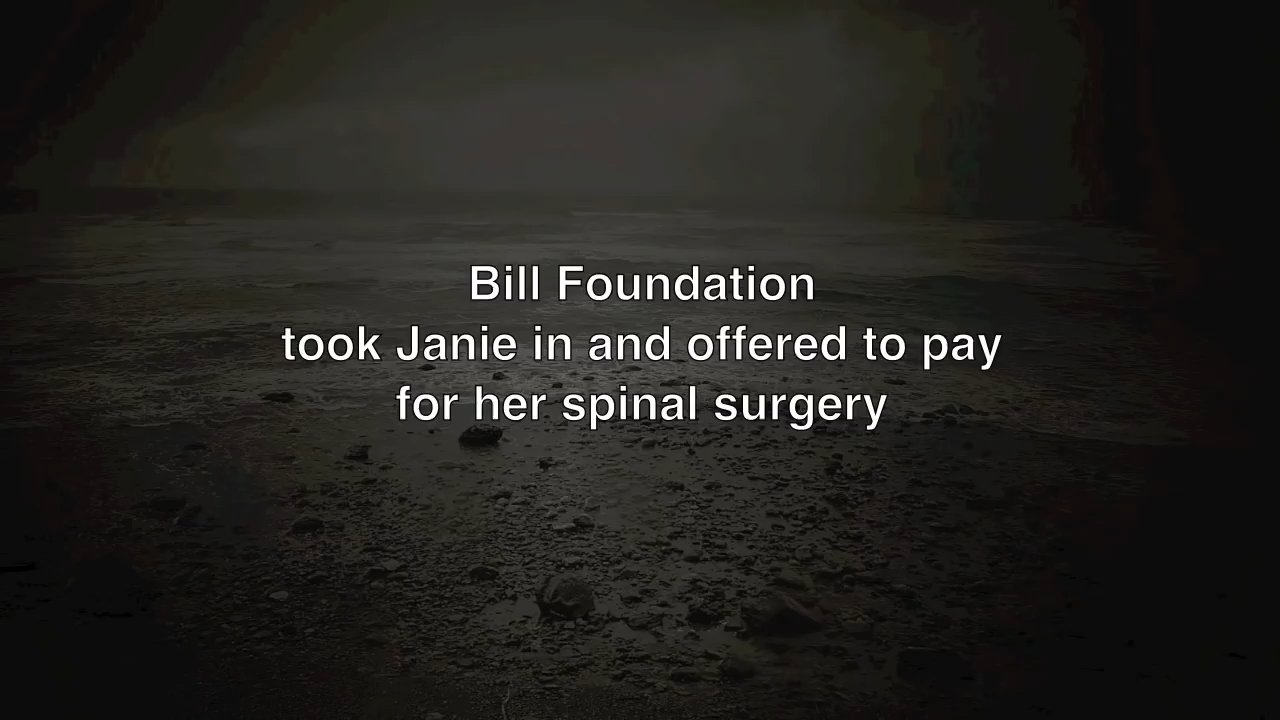 Bill Foundation
took Janie in and offered to pay
for her spinal surgery